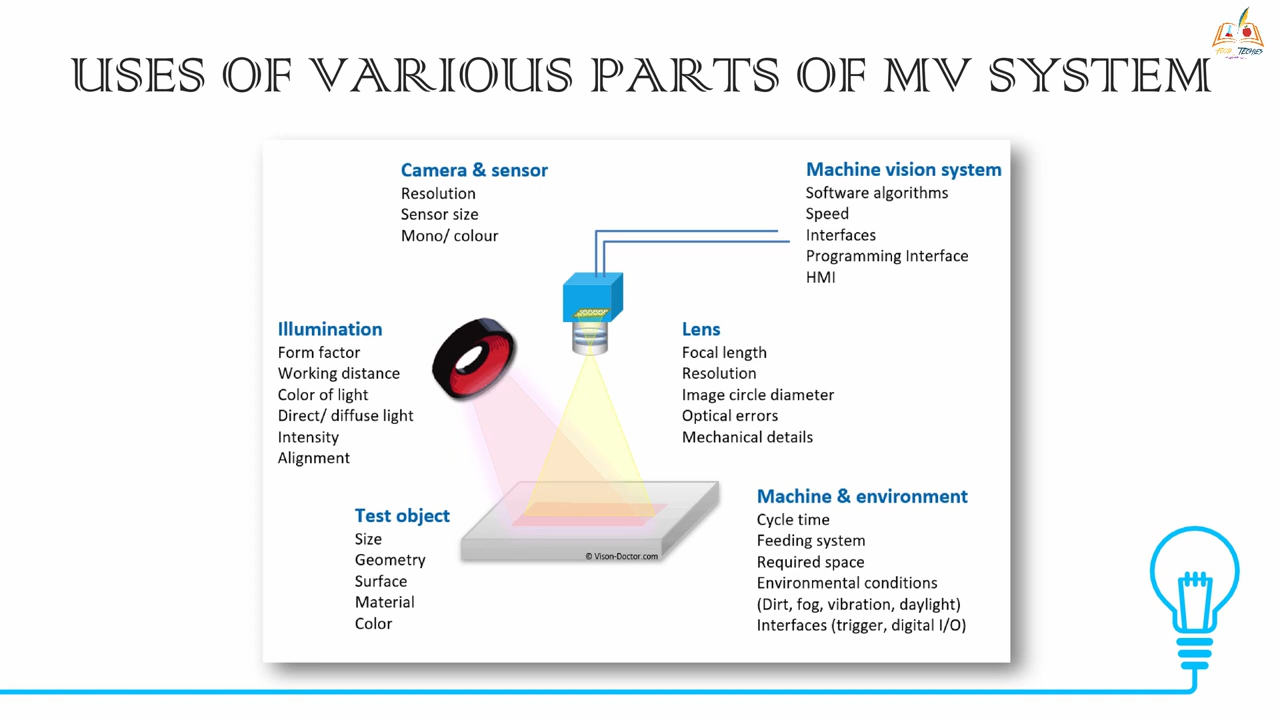 USES OF VARIOUS PARTS OF MV SYSTEM
FOOD TECHIES
Camera & sensor
Resolution
Sensor size
Mono/ colour
Machine vision system
Software algorithms
Speed
Interfaces
Programming Interface
HMI
Illumination
Form factor
Working distance
Color of light
Direct/ diffuse light
Intensity
Alignment
Lens
Focal length
Resolution
Image circle diameter
Optical errors
Mechanical details
Test object
Size
Geometry
Surface
Material
Color
© Vison-Doctor.com
Machine & environment
Cycle time
Feeding system
Required space
Environmental conditions
(Dirt, fog, vibration, daylight)
Interfaces (trigger, digital I/O)